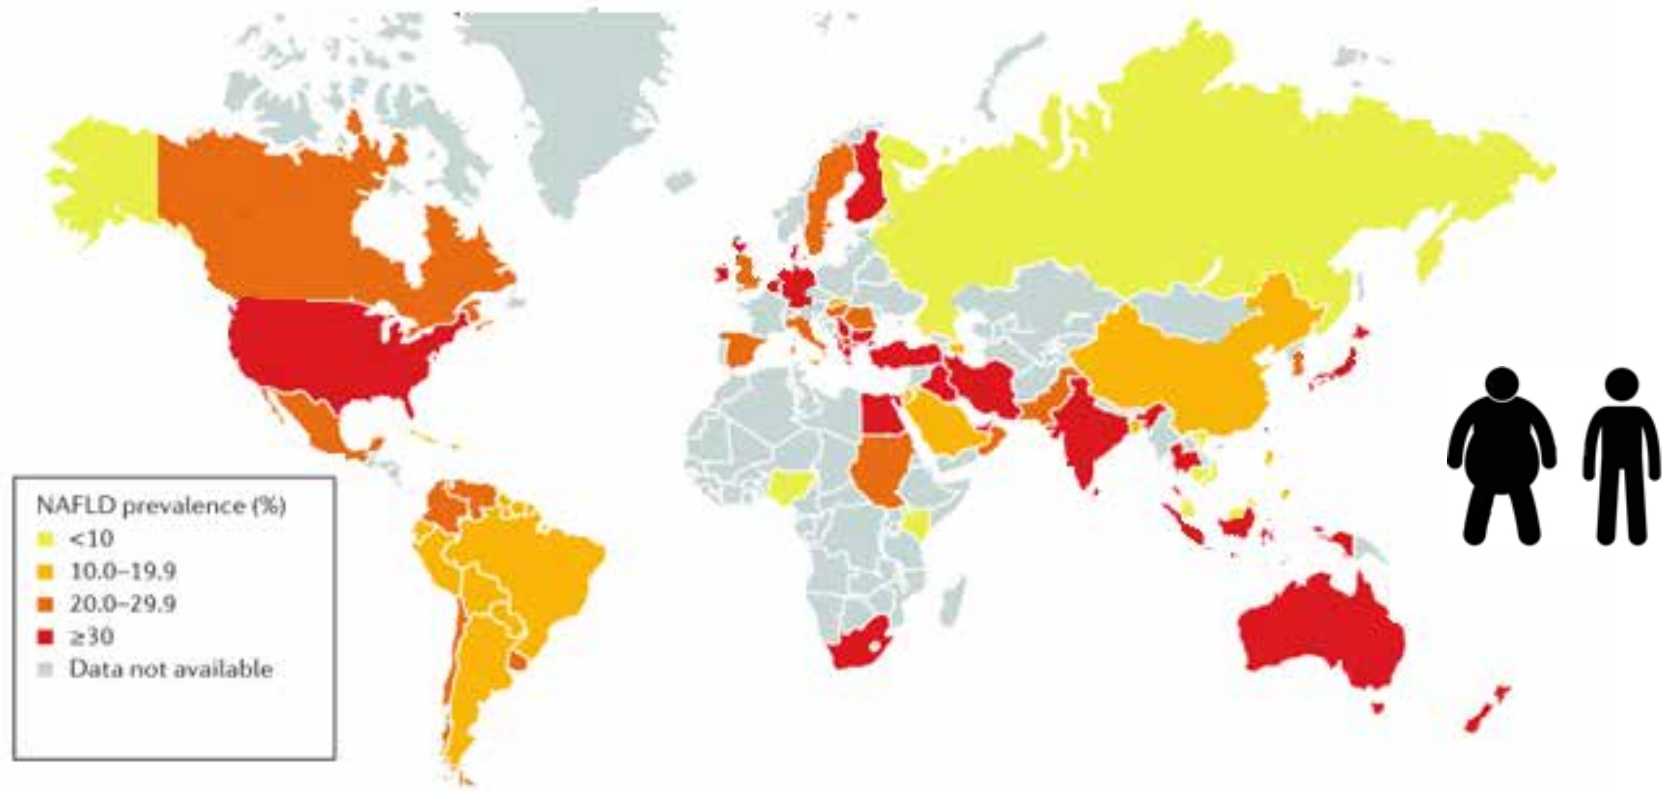 NAFLD prevalence (%)
<10
10.0–19.9
20.0–29.9
≥30
Data not available